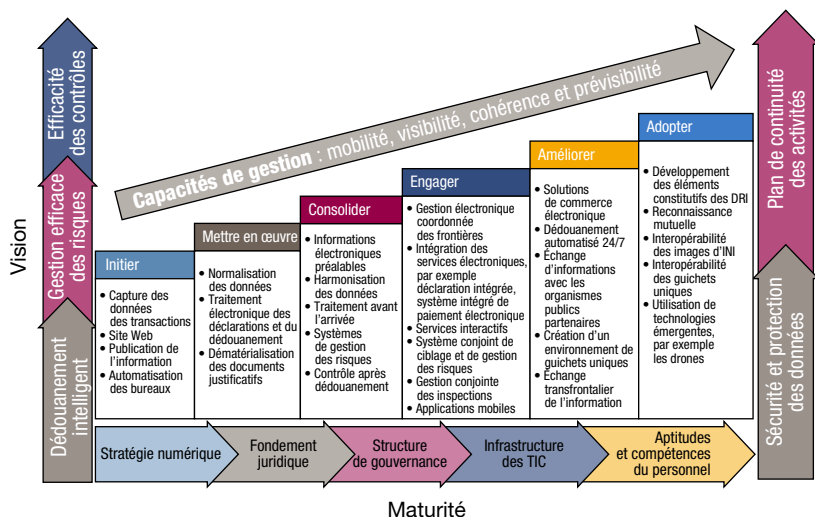 Vision
Efficacité
des contrôles
Gestion efficace
des risques
Dédouanement
intelligent
Capacités de gestion : mobilité, visibilité, cohérence et prévisibilité
Initier
• Capture des
données
des transactions
• Site Web
• Publication de
l'information
• Automatisation
des bureaux
Mettre en œuvre
• Normalisation
des données
• Traitement
électronique des
déclarations et du
dédouanement
• Dématérialisation
des documents
justificatifs
Consolider
• Informations
électroniques
préalables
• Harmonisation
des données
• Traitement avant
l'arrivée
• Systèmes
de gestion
des risques
• Contrôle après
dédouanement
Engager
• Gestion électronique
coordonnée
des frontières
• Intégration des
services électroniques,
par exemple
déclaration intégrée,
système intégré de
paiement électronique
• Services interactifs
• Système conjoint de
ciblage et de gestion
des risques
• Gestion conjointe
des inspections
• Applications mobiles
Améliorer
• Solutions
de commerce
électronique
• Dédouanement
automatisé 24/7
• Échange
d'informations
avec les
organismes
publics
partenaires
• Création d'un
environnement de
guichets uniques
• Échange
transfrontalier
de l'information
Adopter
• Développement
des éléments
constitutifs des DRI
• Reconnaissance
mutuelle
• Interopérabilité
des images d'INI
• Interopérabilité
des guichets
uniques
• Utilisation de
technologies
émergentes,
par exemple
les drones
Plan de continuité
des activités
Sécurité et protection
des données
Stratégie numérique
Fondement
juridique
Structure
de gouvernance
Infrastructure
des TIC
Aptitudes
et compétences
du personnel
Maturité